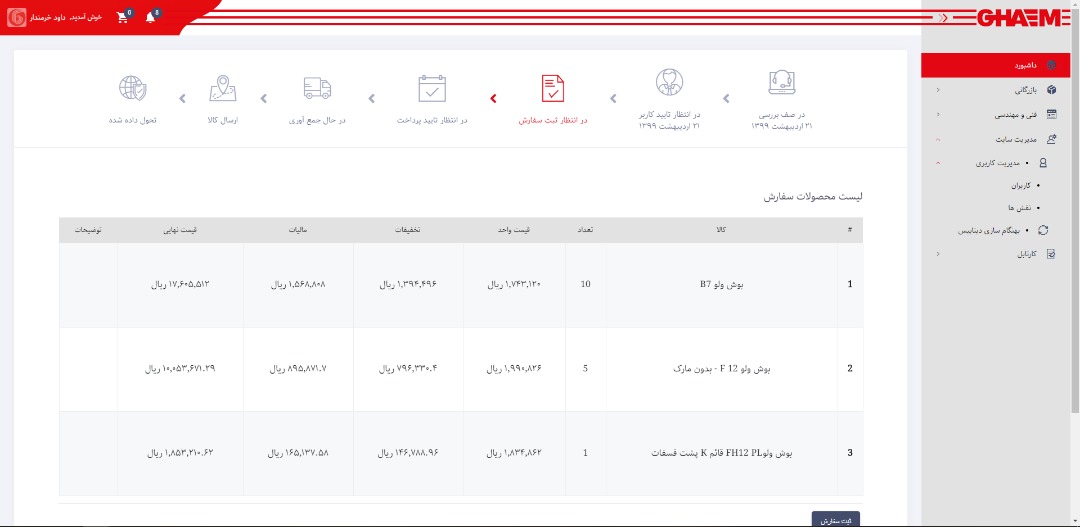 GHAEM
8
0
خوش آمدید، داود خرمندار
داشبورد
بازرگانی
فنی و مهندسی
مدیریت سایت
مدیریت کاربری
کاربران
نقش ها
بهنگام سازی دیتابیس
کارتابل
در صف بررسی
۲۱ اردیبهشت ۱۳۹۹
در انتظار تایید کاربر
۲۱ اردیبهشت ۱۳۹۹
در انتظار ثبت سفارش
در انتظار تایید پرداخت
در حال جمع آوری
ارسال کالا
تحویل داده شده
لیست محصولات سفارش
# کالا تعداد قیمت واحد تخفیفات مالیات قیمت نهایی توضیحات
1 بوش ولو B7 10 ۱,۷۴۳,۱۲۰ ریال ۱,۳۹۴,۴۹۶ ریال ۱,۵۶۸,۸۰۸ ریال ۱۷,۶۰۵,۵۱۲ ریال
2 بوش ولو F 12 - بدون مارک 5 ۱,۹۹۰,۸۲۶ ریال ۷۹۶,۳۳۰.۴ ریال ۸۹۵,۸۷۱.۷ ریال ۱۰,۰۵۳,۶۷۱.۲۹ ریال
3 بوش ولوFH12 PL قائم K پشت فسفات 1 ۱,۸۳۴,۸۶۲ ریال ۱۴۶,۷۸۸.۹۶ ریال ۱۶۵,۱۳۷.۵۸ ریال ۱,۸۵۳,۲۱۰.۶۲ ریال
ثبت سفارش